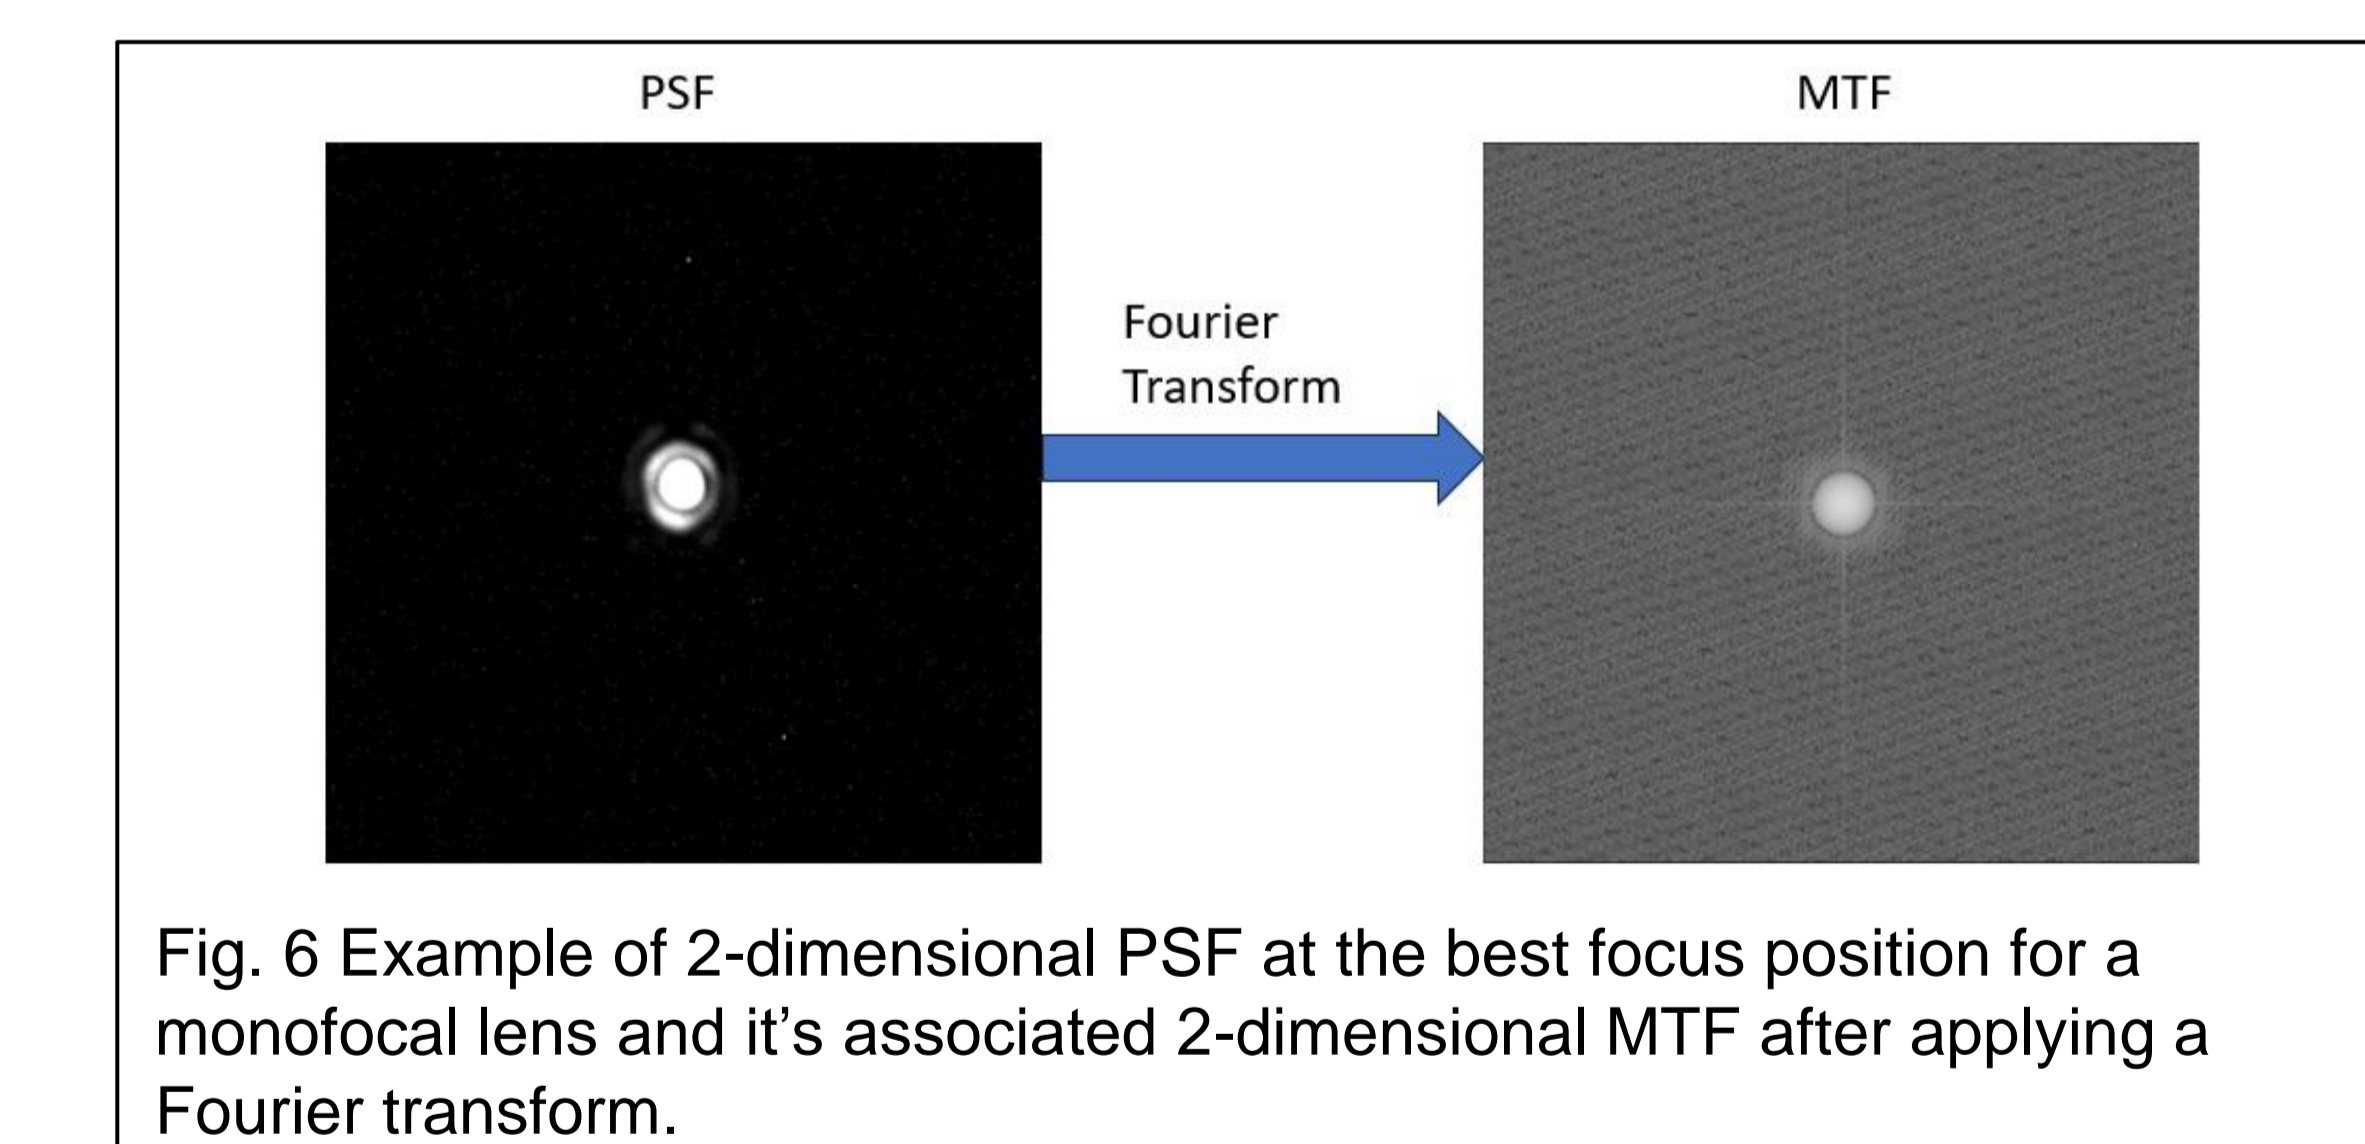 PSF
MTF
Fourier
Transform
Fig. 6 Example of 2-dimensional PSF at the best focus position for a
monofocal lens and it’s associated 2-dimensional MTF after applying a
Fourier transform.